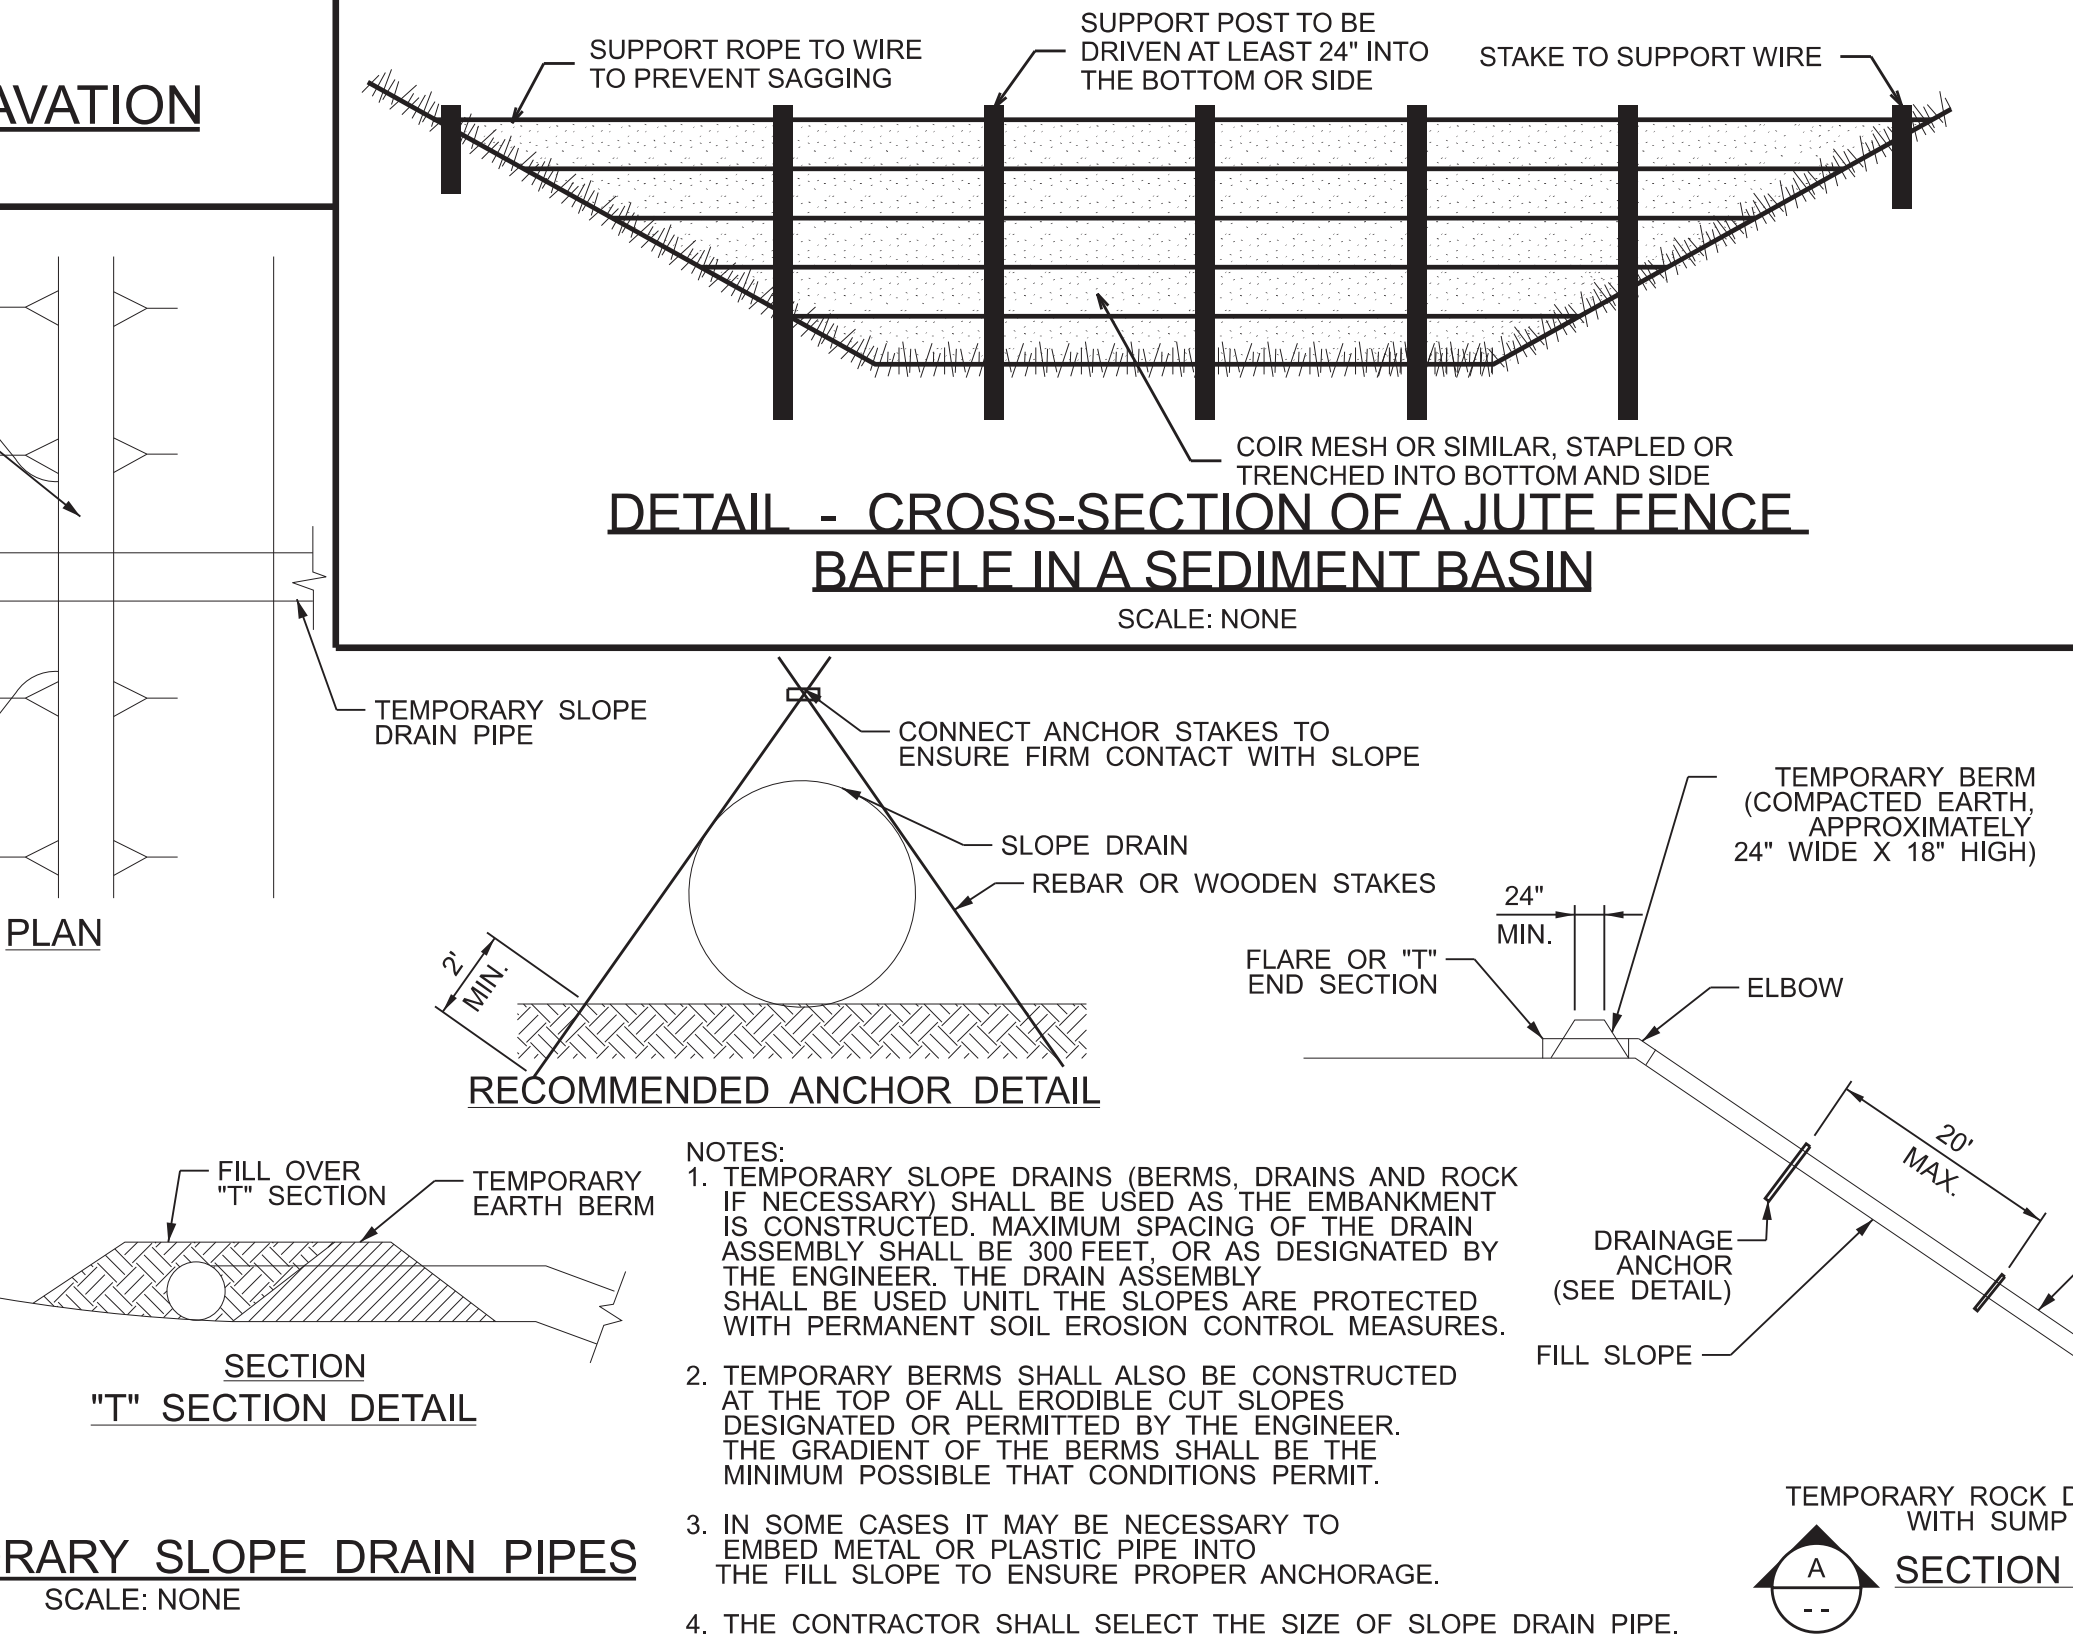 AVATION
SUPPORT ROPE TO WIRE
TO PREVENT SAGGING
SUPPORT POST TO BE
DRIVEN AT LEAST 24" INTO
THE BOTTOM OR SIDE
STAKE TO SUPPORT WIRE
COIR MESH OR SIMILAR, STAPLED OR
TRENCHED INTO BOTTOM AND SIDE
DETAIL - CROSS-SECTION OF A JUTE FENCE
BAFFLE IN A SEDIMENT BASIN
SCALE: NONE
TEMPORARY SLOPE
DRAIN PIPE
PLAN
CONNECT ANCHOR STAKES TO
ENSURE FIRM CONTACT WITH SLOPE
SLOPE DRAIN
REBAR OR WOODEN STAKES
2'
MIN.
RECOMMENDED ANCHOR DETAIL
TEMPORARY BERM
(COMPACTED EARTH,
APPROXIMATELY
24" WIDE X 18" HIGH)
24"
MIN.
FLARE OR "T"
END SECTION
ELBOW
20'
MAX.
DRAINAGE
ANCHOR
(SEE DETAIL)
FILL SLOPE
FILL OVER
"T" SECTION
TEMPORARY
EARTH BERM
SECTION
"T" SECTION DETAIL
RARY SLOPE DRAIN PIPES
SCALE: NONE
NOTES:
1. TEMPORARY SLOPE DRAINS (BERMS, DRAINS AND ROCK
IF NECESSARY) SHALL BE USED AS THE EMBANKMENT
IS CONSTRUCTED. MAXIMUM SPACING OF THE DRAIN
ASSEMBLY SHALL BE 300 FEET, OR AS DESIGNATED BY
THE ENGINEER. THE DRAIN ASSEMBLY
SHALL BE USED UNITL THE SLOPES ARE PROTECTED
WITH PERMANENT SOIL EROSION CONTROL MEASURES.
2. TEMPORARY BERMS SHALL ALSO BE CONSTRUCTED
AT THE TOP OF ALL ERODIBLE CUT SLOPES
DESIGNATED OR PERMITTED BY THE ENGINEER.
THE GRADIENT OF THE BERMS SHALL BE THE
MINIMUM POSSIBLE THAT CONDITIONS PERMIT.
3. IN SOME CASES IT MAY BE NECESSARY TO
EMBED METAL OR PLASTIC PIPE INTO
THE FILL SLOPE TO ENSURE PROPER ANCHORAGE.
4. THE CONTRACTOR SHALL SELECT THE SIZE OF SLOPE DRAIN PIPE.
TEMPORARY ROCK D
WITH SUMP
A
- -
SECTION